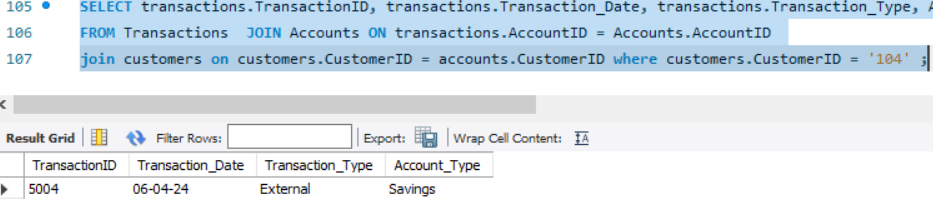 105 SELECT transactions.TransactionID, transactions.Transaction_Date, transactions.Transaction_Type,
106 FROM Transactions JOIN Accounts ON transactions.AccountID = Accounts.AccountID
107 join customers on customers.CustomerID = accounts.CustomerID where customers.CustomerID = '104' ;
Result Grid Filter Rows: Export: Wrap Cell Content: IA
TransactionID Transaction_Date Transaction_Type Account_Type
5004 06-04-24 External Savings